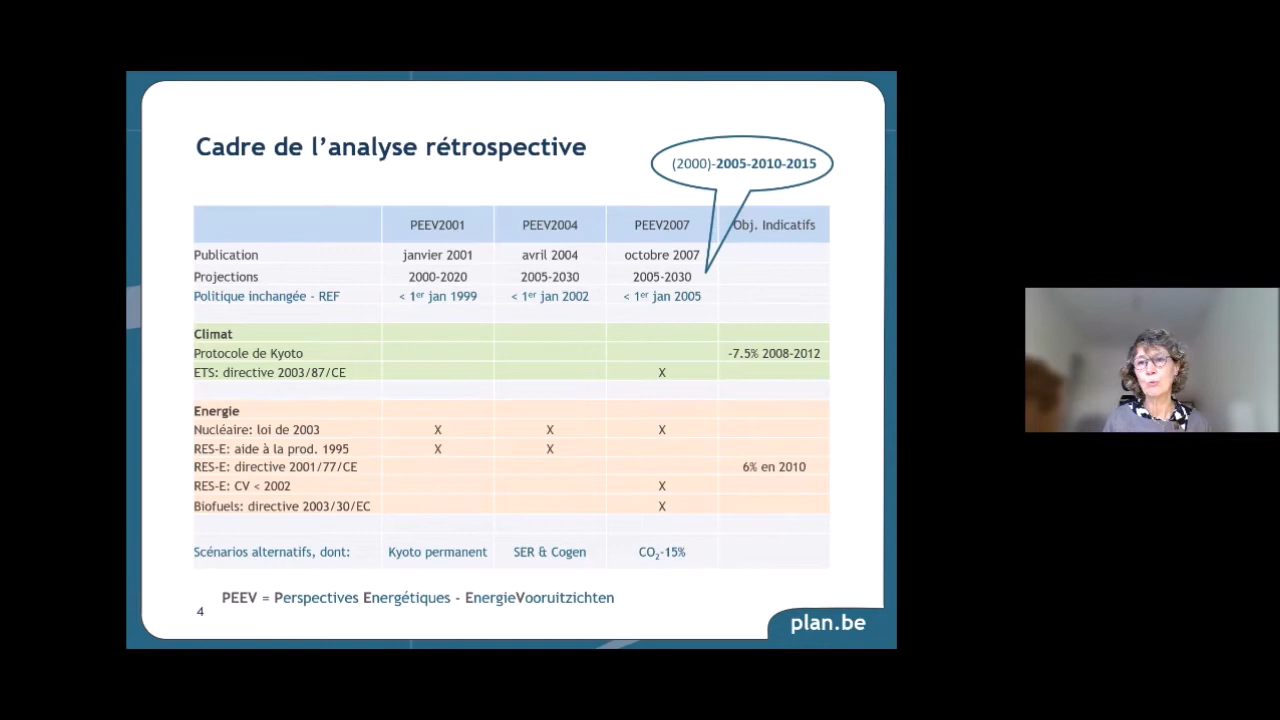 Cadre de l'analyse rétrospective
(2000)-2005-2010-2015
PEEV2001 PEEV2004 PEEV2007 Obj. Indicatifs
Publication janvier 2001 avril 2004 octobre 2007
Projections 2000-2020 2005-2030 2005-2030
Politique inchangée - REF < 1er jan 1999 < 1er jan 2002 < 1er jan 2005
Climat
Protocole de Kyoto -7.5% 2008-2012
ETS: directive 2003/87/CE X
Energie
Nucléaire: loi de 2003 X X X
RES-E: aide à la prod. 1995 X X
RES-E: directive 2001/77/CE 6% en 2010
RES-E: CV < 2002 X
Biofuels: directive 2003/30/EC X
Scénarios alternatifs, dont: Kyoto permanent SER & Cogen CO₂-15%
PEEV = Perspectives Energétiques - EnergieVooruitzichten
4
plan.be